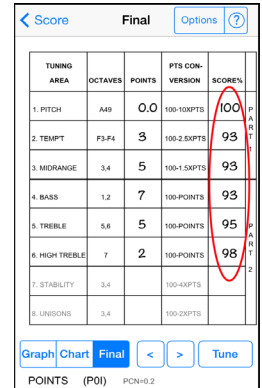 Score Final Options ?
TUNING AREA OCTAVES POINTS PTS CON-VERSION SCORE%
1. PITCH A49 0.0 100-10XPTS 100
2. TEMP'T F3-F4 3 100-2.5XPTS 93
3. MIDRANGE 3,4 5 100-1.5XPTS 93
PART 1
4. BASS 1,2 7 100-POINTS 93
5. TREBLE 5,6 5 100-POINTS 95
6. HIGH TREBLE 7 2 100-POINTS 98
7. STABILITY 3,4 100-4XPTS
8. UNISONS 3,4 100-2XPTS
PART 2
Graph Chart Final < > Tune
POINTS (P0I) PCN=0.2